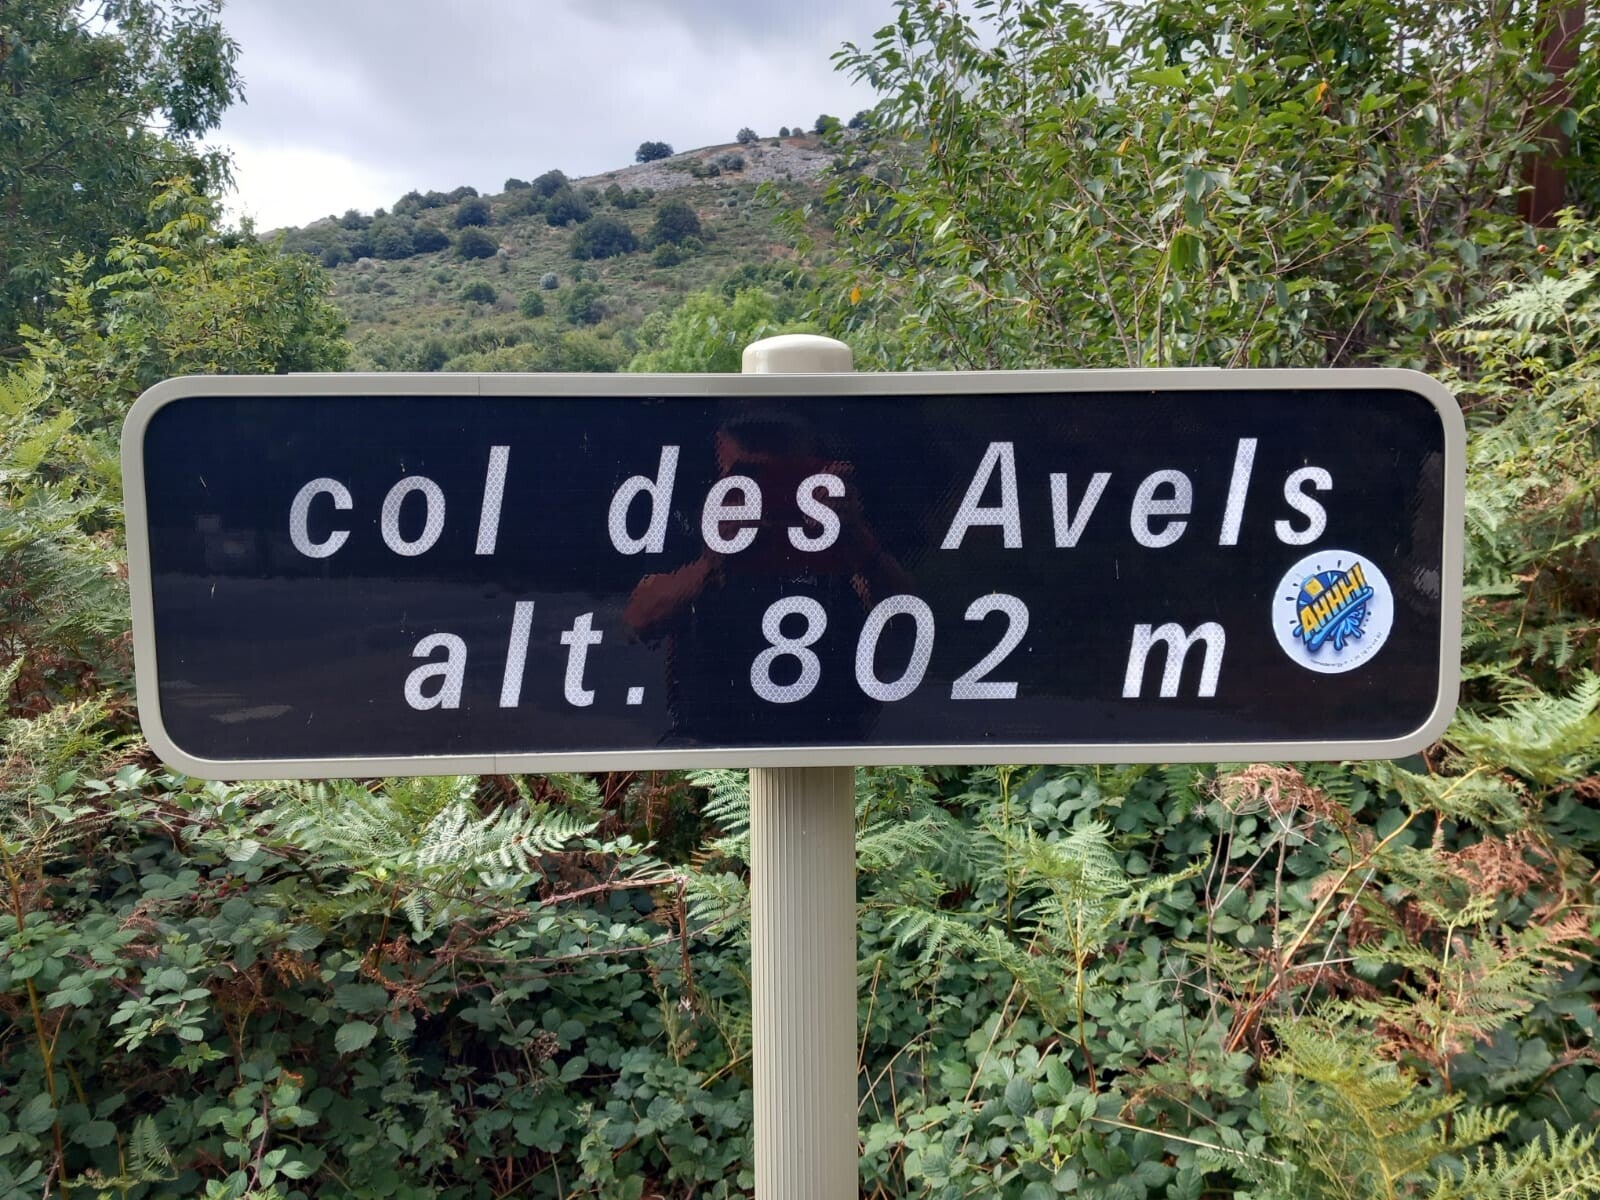 col des Avels
alt. 802 m
AHHH!